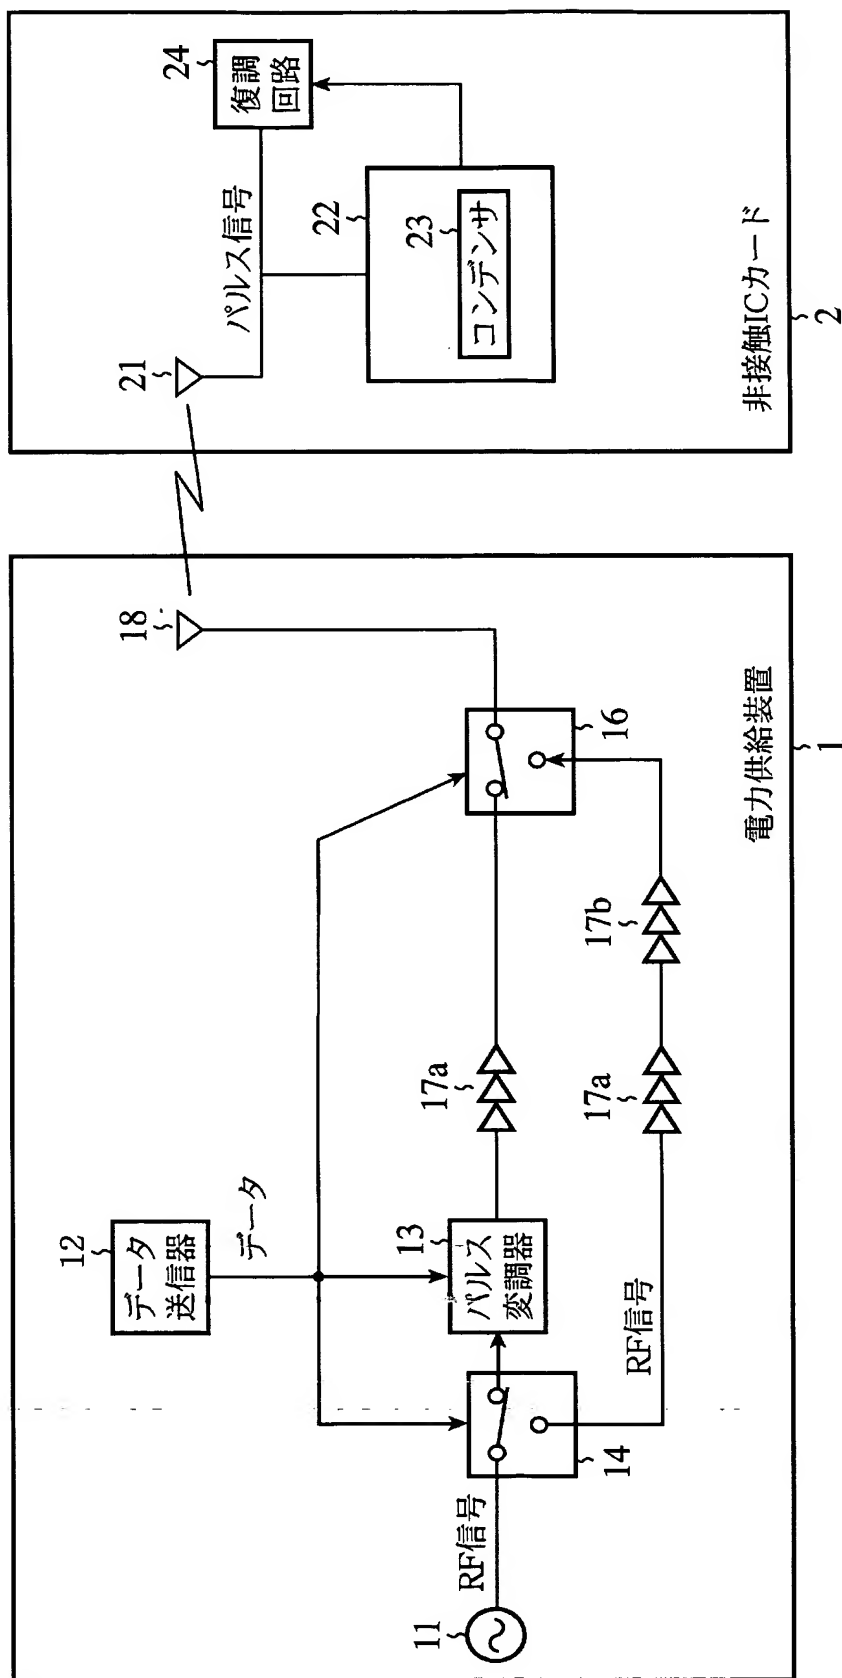 11
RF信号
14
12
データ
送信器
データ
13
パルス
変調器
RF信号
17a
17a
17b
16
18
電力供給装置
1
21
パルス信号
22
23
コンデンサ
24
復調
回路
非接触ICカード
2